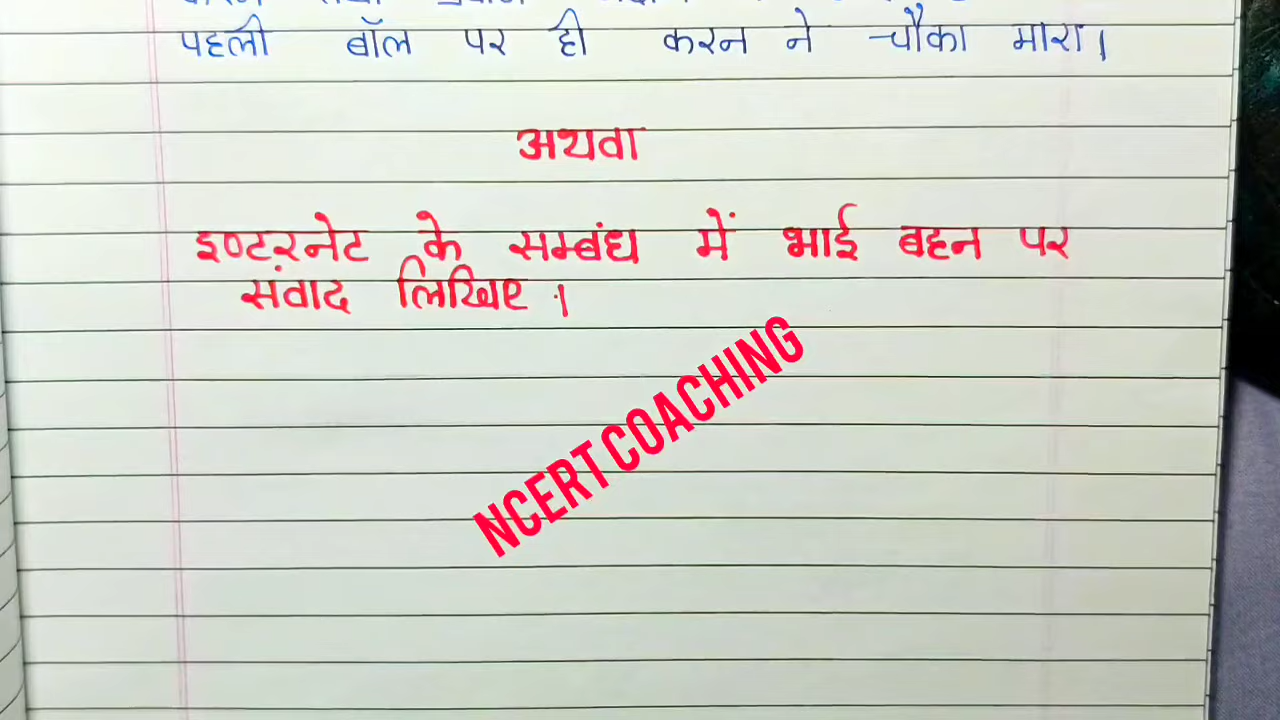 पहली बॉल पर ही करन ने चौका मारा।
अथवा
इण्टरनेट के सम्बंध में भाई बहन पर
संवाद लिखिए।
NCERT COACHING